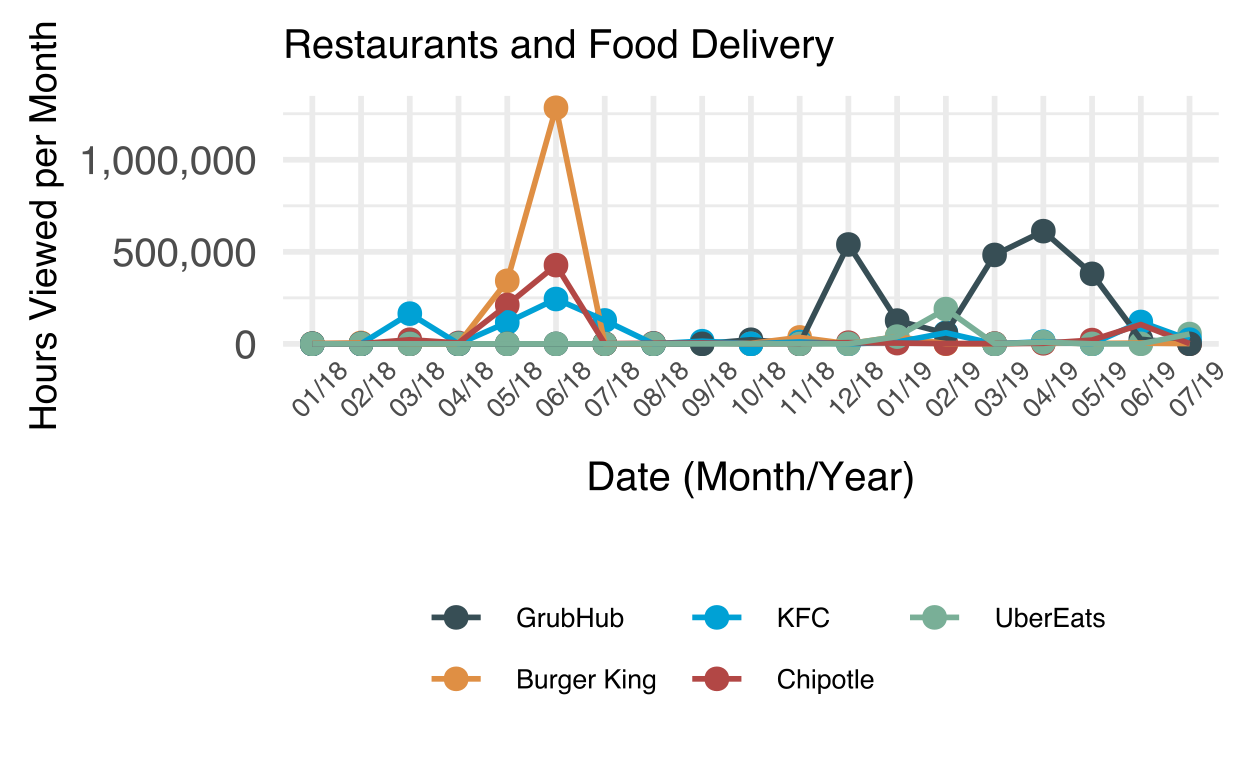 Restaurants and Food Delivery
Hours Viewed per Month
1,000,000
500,000
0
01/18 02/18 03/18 04/18 05/18 06/18 07/18 08/18 09/18 10/18 11/18 12/18 01/19 02/19 03/19 04/19 05/19 06/19 07/19
Date (Month/Year)
GrubHub KFC UberEats
Burger King Chipotle